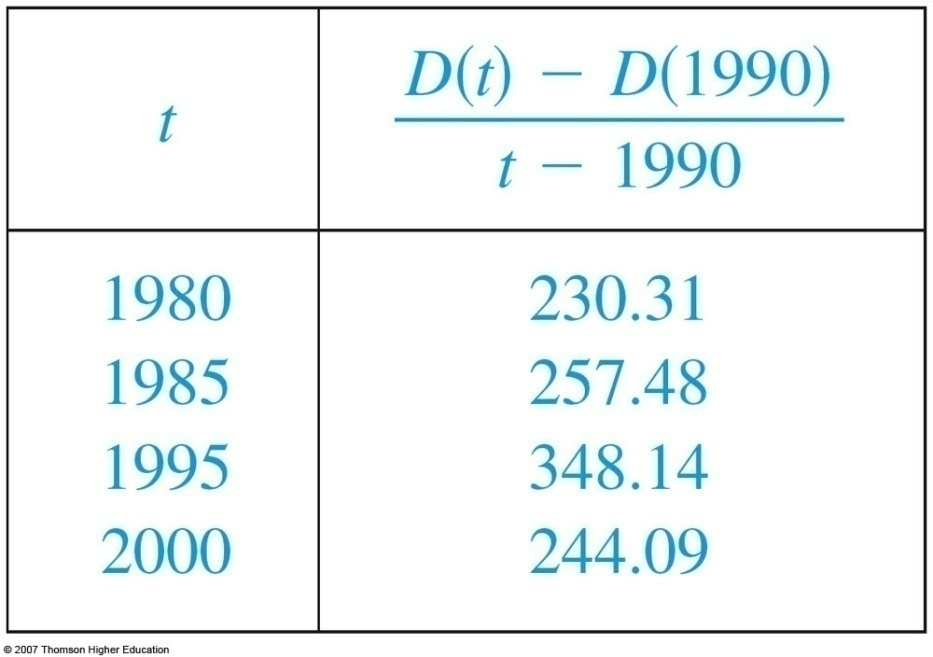 t D(t) − D(1990)
t − 1990
1980 230.31
1985 257.48
1995 348.14
2000 244.09
© 2007 Thomson Higher Education